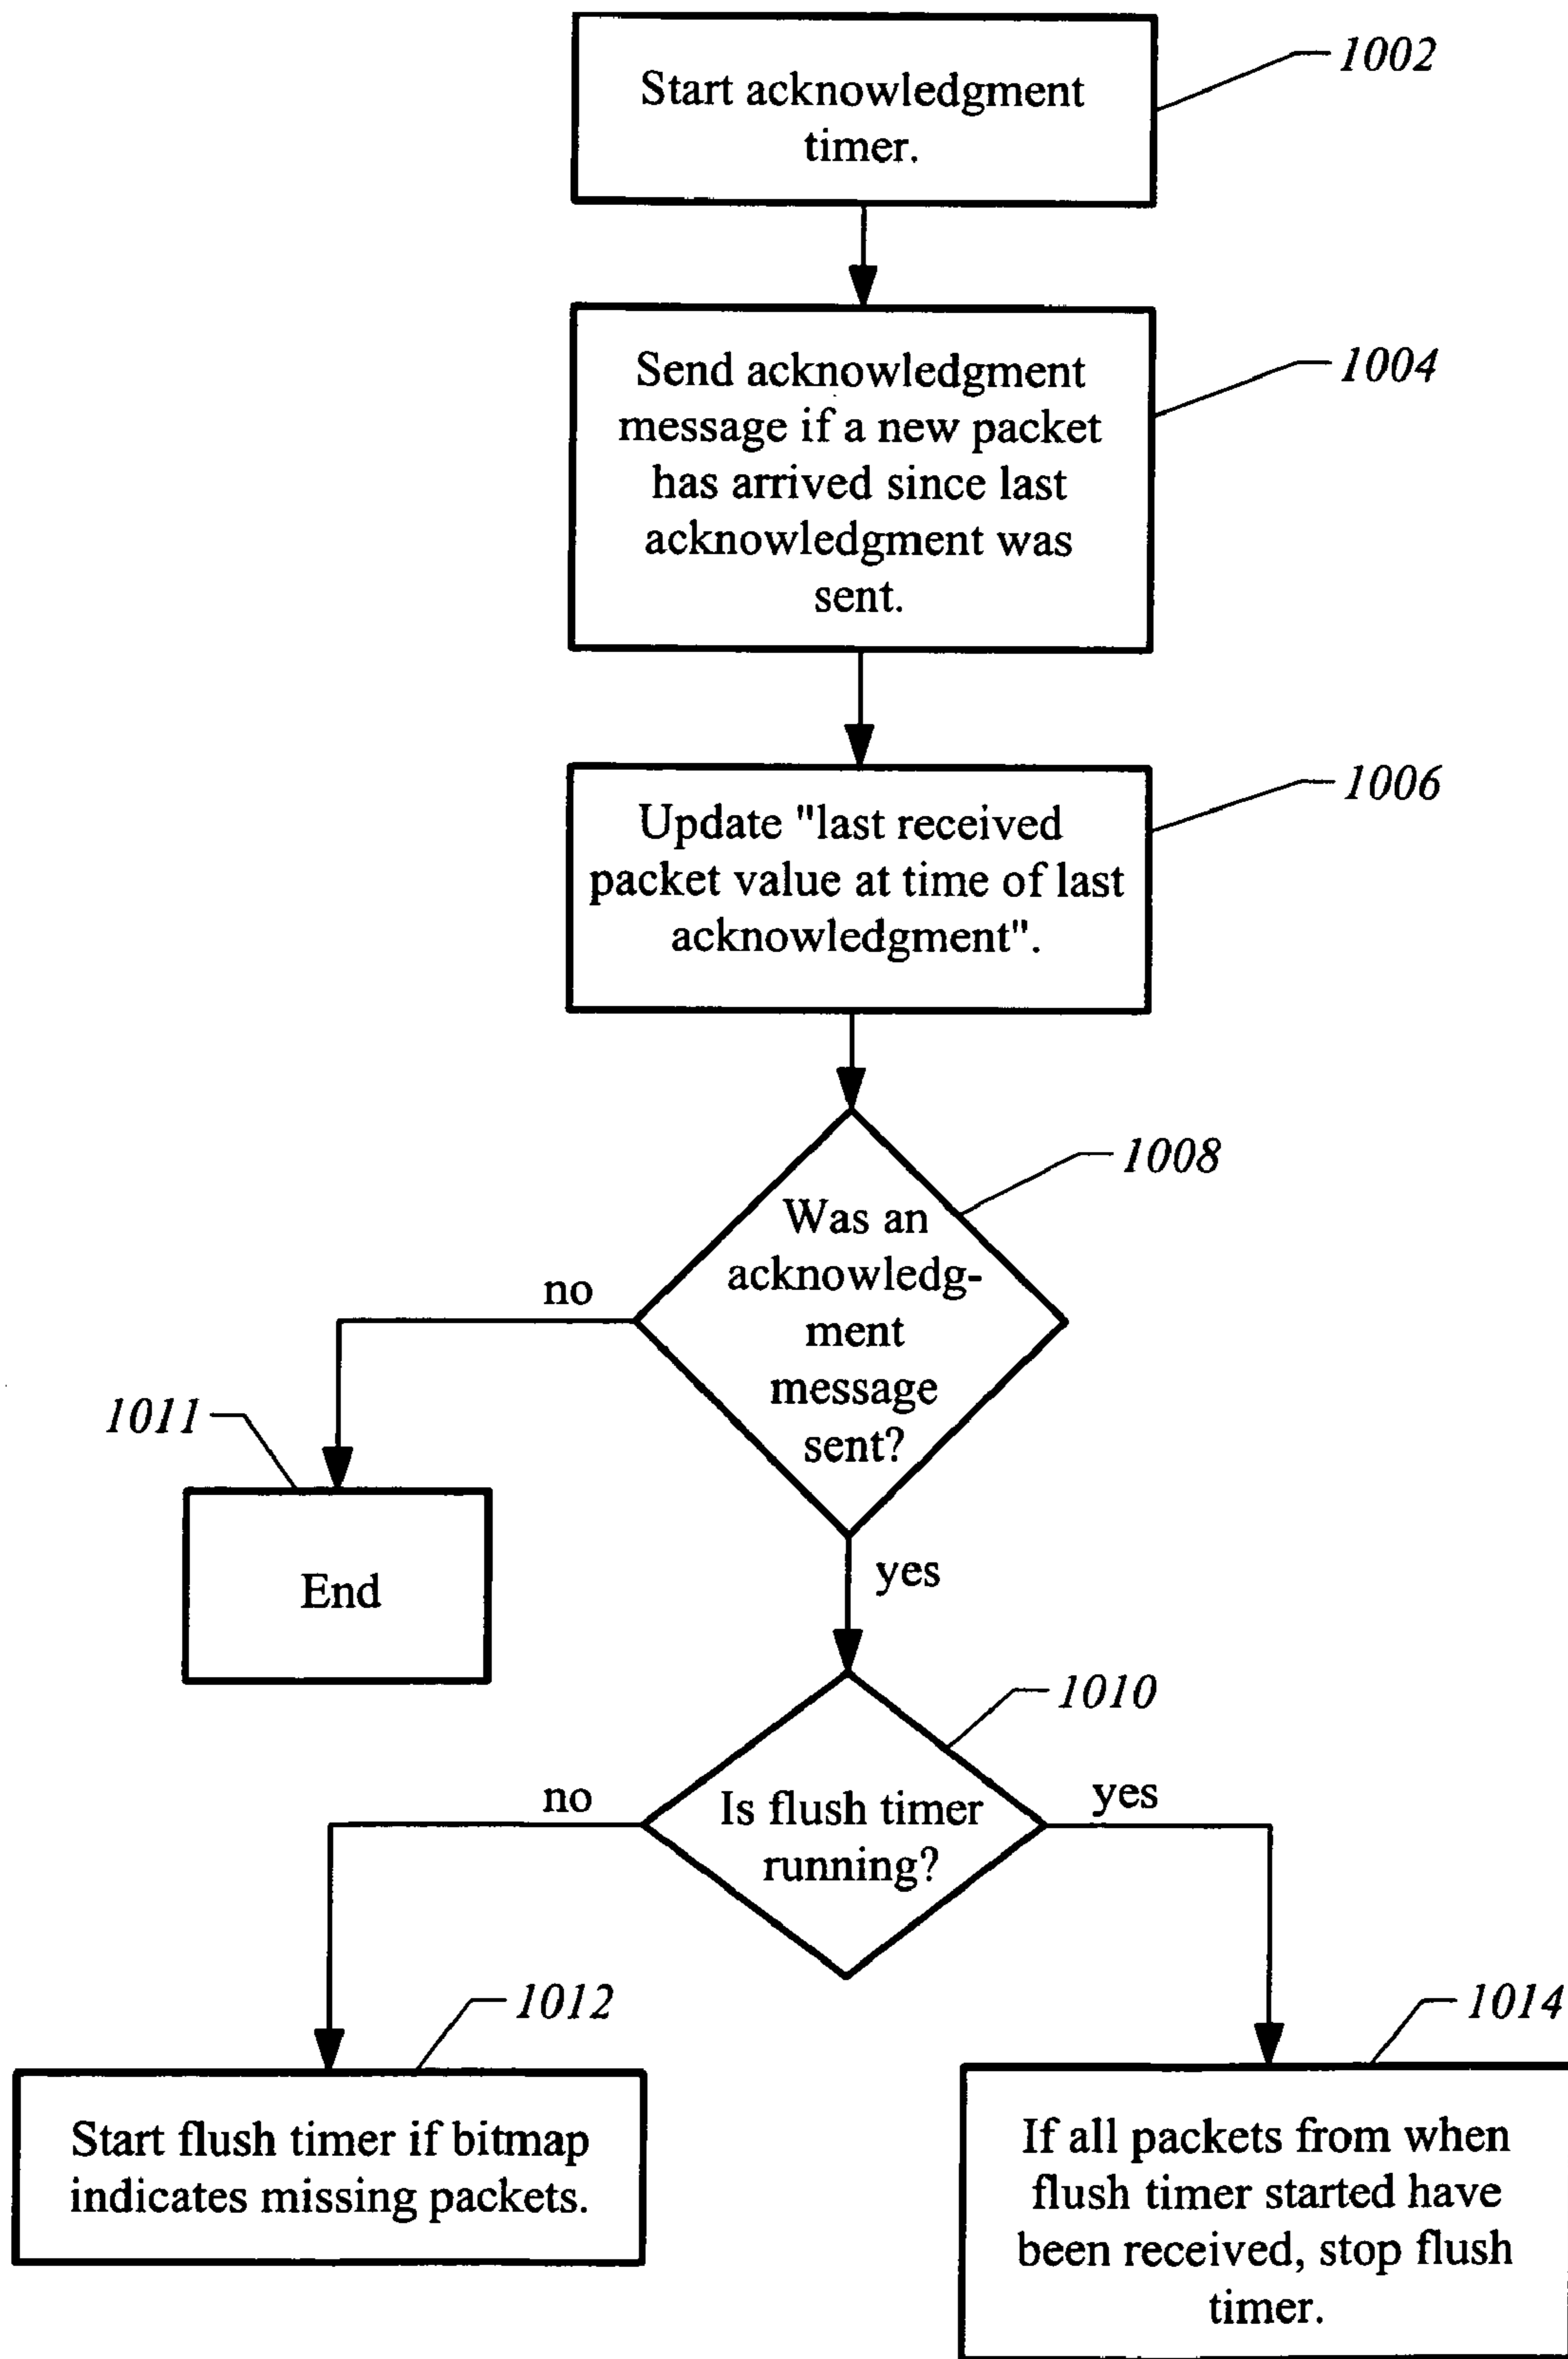 1002
Start acknowledgment
timer.
1004
Send acknowledgment
message if a new packet
has arrived since last
acknowledgment was
sent.
1006
Update "last received
packet value at time of last
acknowledgment".
1008
Was an
acknowledg-
ment
message
sent?
no
1011
End
yes
1010
Is flush timer
running?
no
yes
1012
Start flush timer if bitmap
indicates missing packets.
1014
If all packets from when
flush timer started have
been received, stop flush
timer.